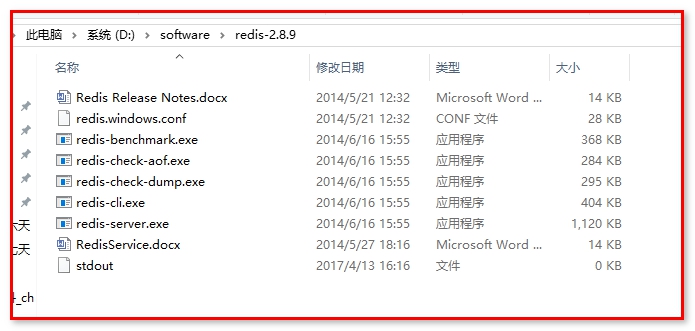 此电脑 > 系统 (D:) > software > redis-2.8.9
名称 修改日期 类型 大小
Redis Release Notes.docx 2014/5/21 12:32 Microsoft Word ... 14 KB
redis.windows.conf 2014/5/21 12:32 CONF 文件 28 KB
redis-benchmark.exe 2014/6/16 15:55 应用程序 368 KB
redis-check-aof.exe 2014/6/16 15:55 应用程序 284 KB
redis-check-dump.exe 2014/6/16 15:55 应用程序 295 KB
redis-cli.exe 2014/6/16 15:55 应用程序 404 KB
redis-server.exe 2014/6/16 15:55 应用程序 1,120 KB
六天
RedisService.docx 2014/5/27 18:16 Microsoft Word ... 14 KB
七天
stdout 2017/4/13 16:16 文件 0 KB
_ch